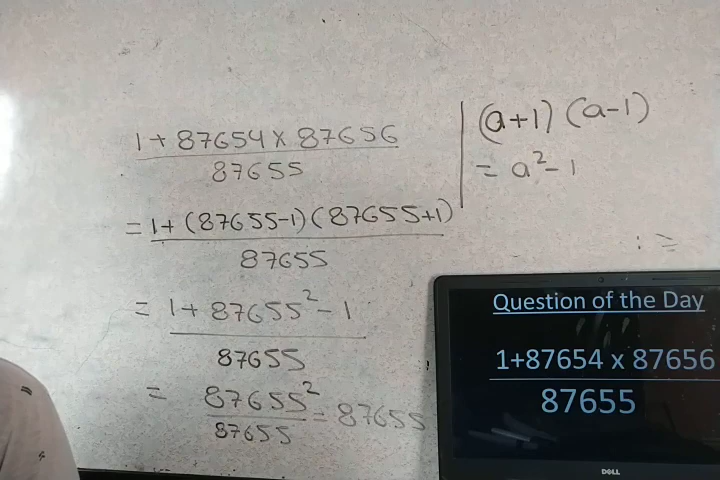 1 + 87654 x 87656
87655
= 1 + (87655-1) (87655+1)
87655
= 1 + 87655² - 1
87655
= 87655²
87655
= 87655
(a+1) (a-1)
= a² - 1
Question of the Day
1+87654 x 87656
87655
DELL